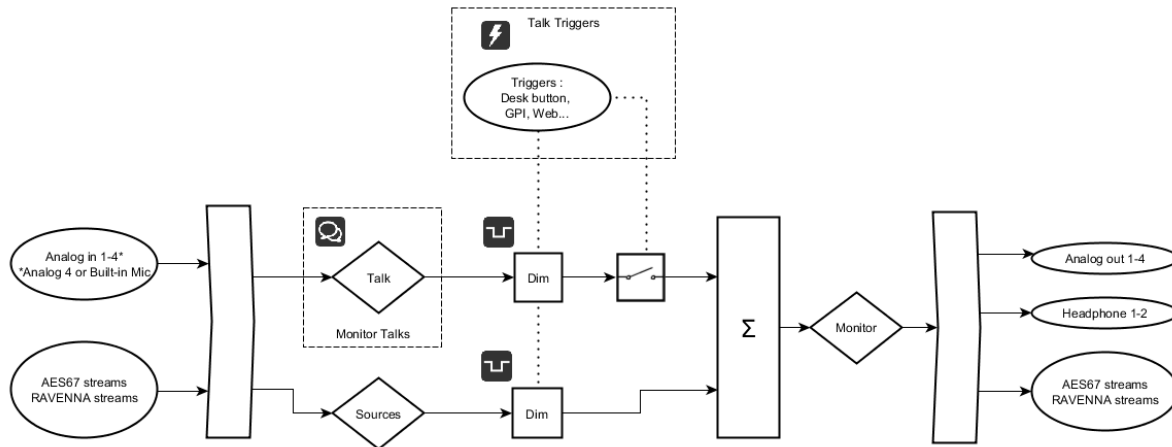 Talk Triggers
Triggers :
Desk button,
GPI, Web...
Analog in 1-4*
*Analog 4 or Built-in Mic
Talk
Dim
Monitor Talks
Σ
Monitor
Analog out 1-4
Headphone 1-2
AES67 streams
RAVENNA streams
Sources
Dim
AES67 streams
RAVENNA streams